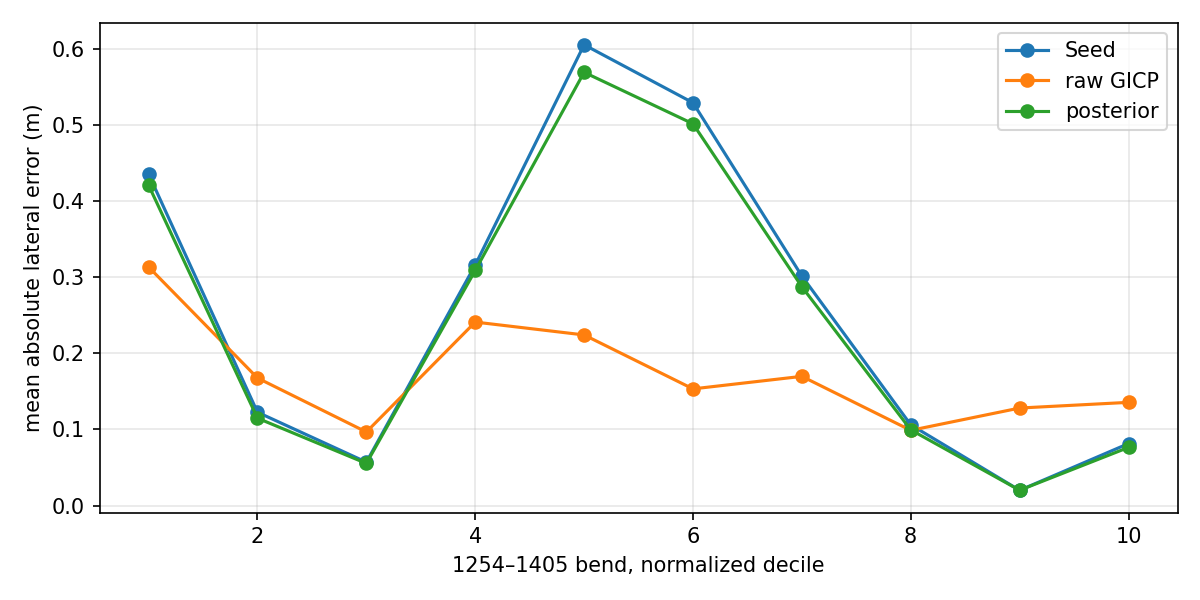 Seed
raw GICP
posterior
mean absolute lateral error (m)
0.6
0.5
0.4
0.3
0.2
0.1
0.0
2 4 6 8 10
1254–1405 bend, normalized decile